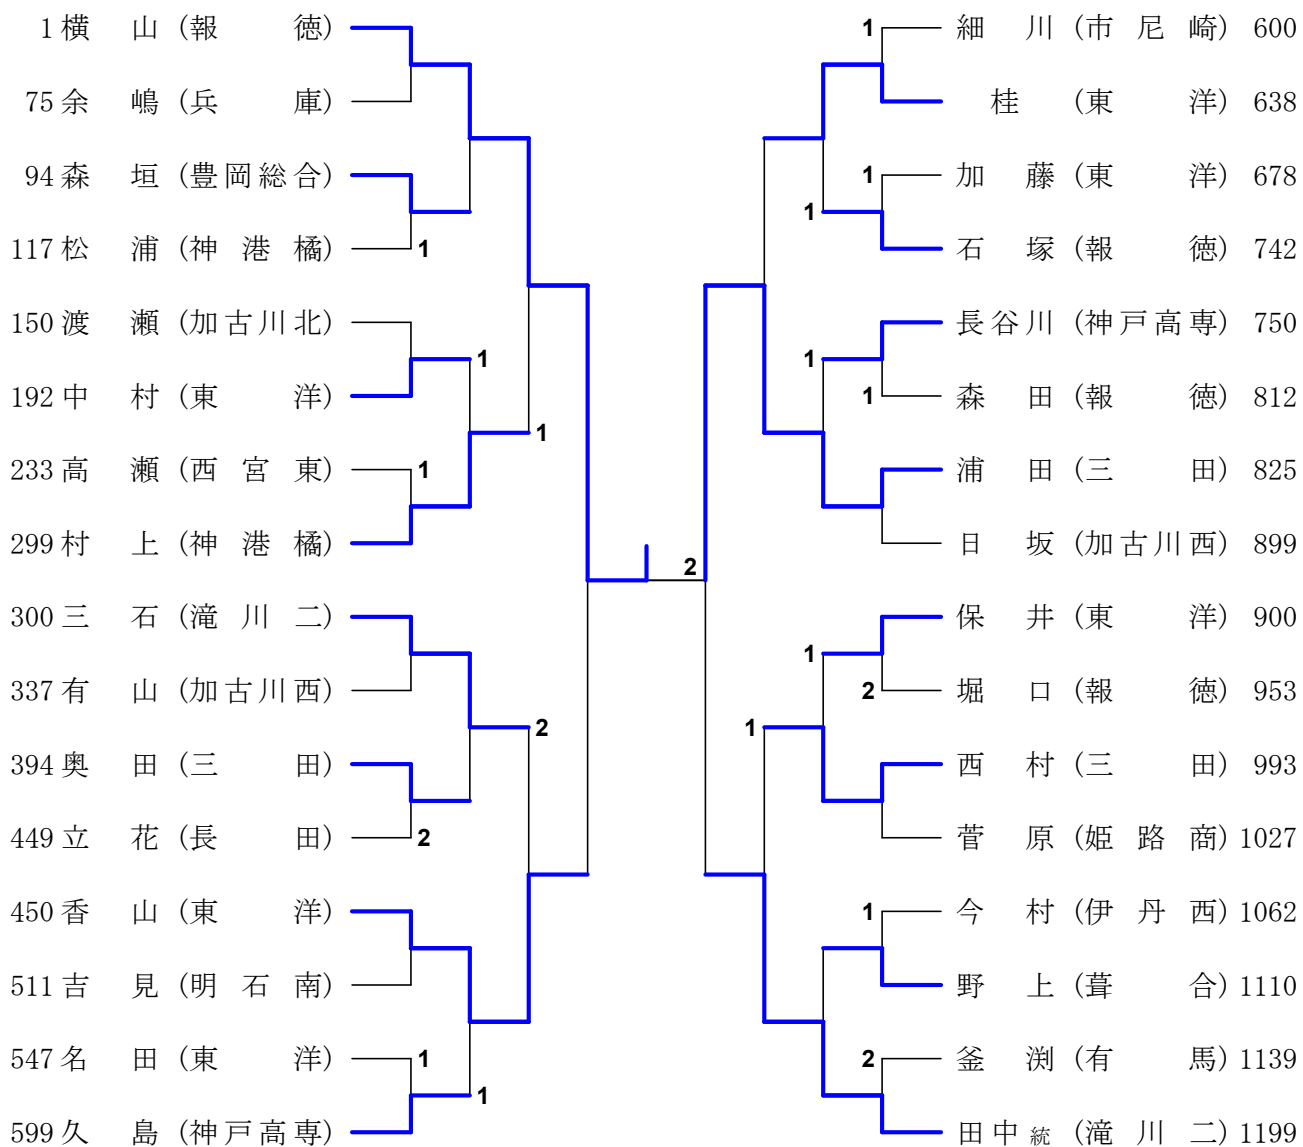 1 横 山 (報 徳)
75 余 嶋 (兵 庫)
94 森 垣 (豊岡総合)
117 松 浦 (神 港 橘) 1
150 渡 瀬 (加古川北)
1
192 中 村 (東 洋)
1
233 高 瀬 (西 宮 東) 1
299 村 上 (神 港 橘)
300 三 石 (滝 川 二)
337 有 山 (加古川西)
2
394 奥 田 (三 田)
449 立 花 (長 田) 2
450 香 山 (東 洋)
511 吉 見 (明 石 南)
547 名 田 (東 洋) 1
1
599 久 島 (神戸高専)
2
1 細 川 (市 尼 崎) 600
桂 (東 洋) 638
1 加 藤 (東 洋) 678
1
石 塚 (報 徳) 742
長谷川 (神戸高専) 750
1
1 森 田 (報 徳) 812
浦 田 (三 田) 825
日 坂 (加古川西) 899
保 井 (東 洋) 900
1
2 堀 口 (報 徳) 953
1
西 村 (三 田) 993
菅 原 (姫 路 商) 1027
1 今 村 (伊 丹 西) 1062
野 上 (葺 合) 1110
2 釜 渕 (有 馬) 1139
田中統 (滝 川 二) 1199